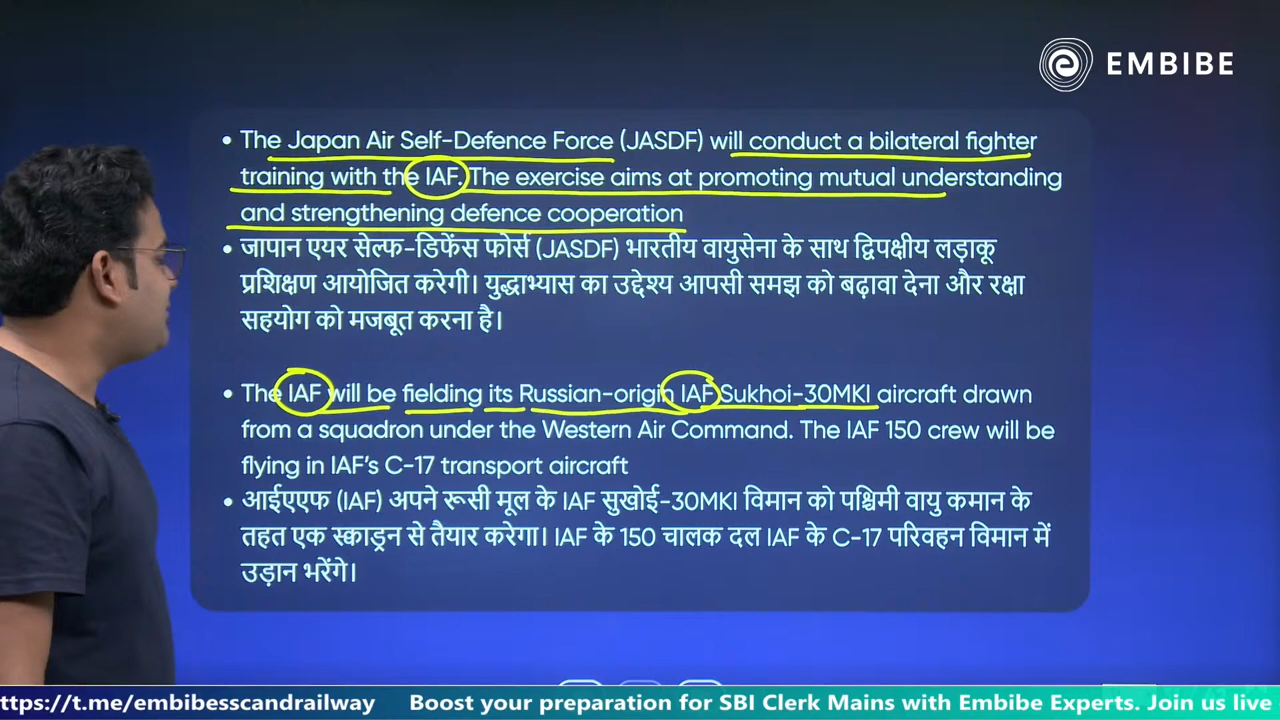 EMBIBE
• The Japan Air Self-Defence Force (JASDF) will conduct a bilateral fighter
training with the IAF. The exercise aims at promoting mutual understanding
and strengthening defence cooperation
• जापान एयर सेल्फ-डिफेंस फोर्स (JASDF) भारतीय वायुसेना के साथ द्विपक्षीय लड़ाकू
प्रशिक्षण आयोजित करेगी। युद्धाभ्यास का उद्देश्य आपसी समझ को बढ़ावा देना और रक्षा
सहयोग को मजबूत करना है।
• The IAF will be fielding its Russian-origin IAF Sukhoi-30MKI aircraft drawn
from a squadron under the Western Air Command. The IAF 150 crew will be
flying in IAF's C-17 transport aircraft
• आईएएफ (IAF) अपने रूसी मूल के IAF सुखोई-30MKI विमान को पश्चिमी वायु कमान के
तहत एक स्क्वाड्रन से तैयार करेगा। IAF के 150 चालक दल IAF के C-17 परिवहन विमान में
उड़ान भरेंगे।
ttps://t.me/embibesscandrailway Boost your preparation for SBI Clerk Mains with Embibe Experts. Join us live